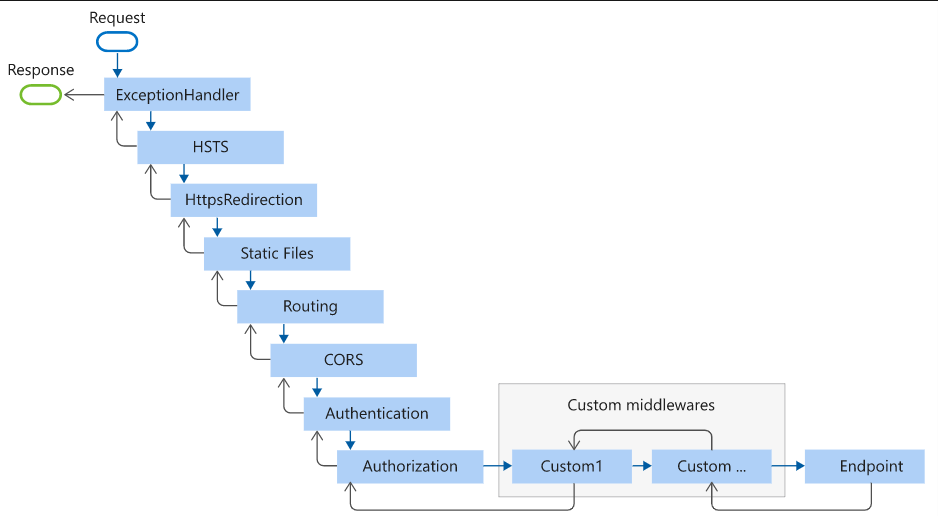 Request
Response
ExceptionHandler
HSTS
HttpsRedirection
Static Files
Routing
CORS
Authentication
Custom middlewares
Authorization
Custom1
Custom ...
Endpoint